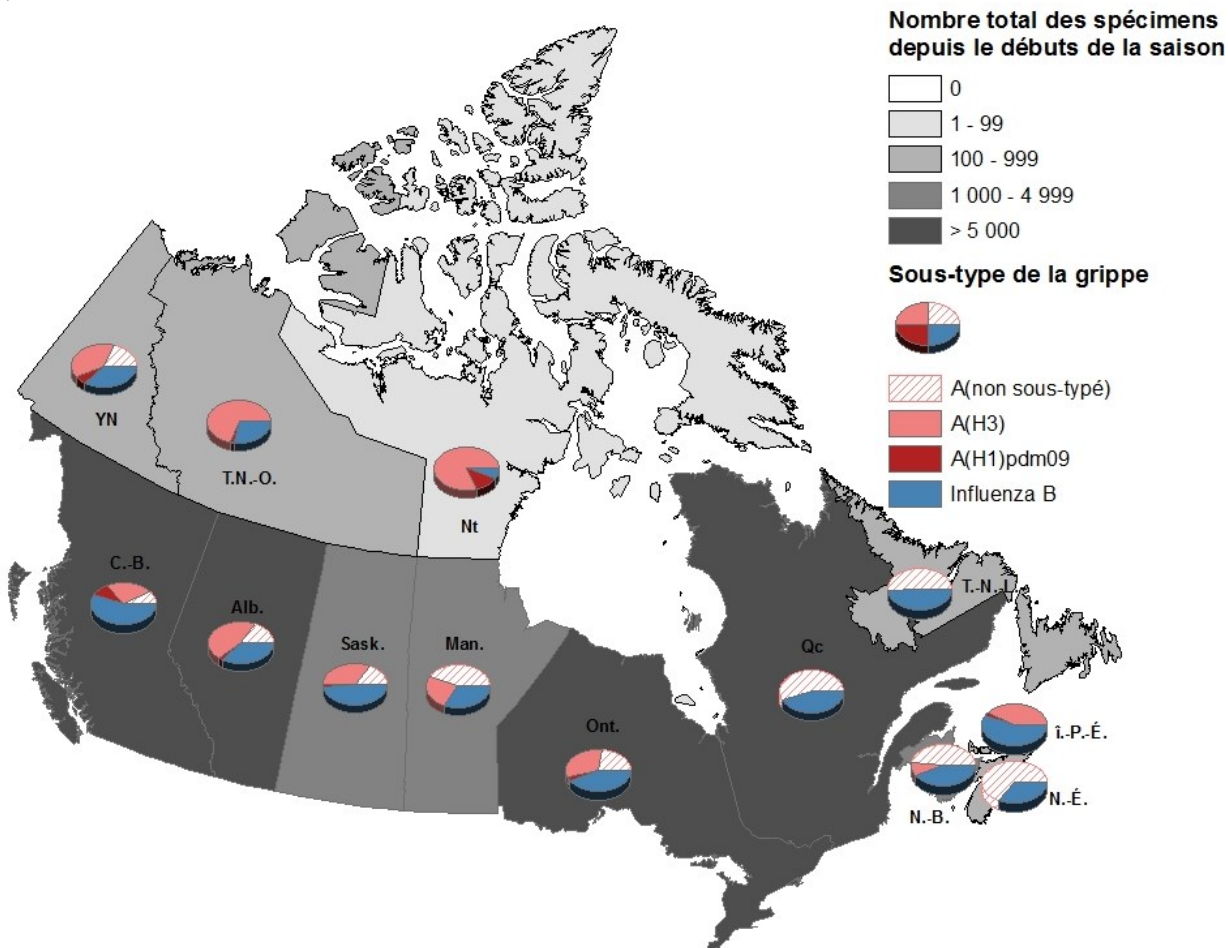 Nombre total des spécimens
depuis le débuts de la saison
0
1 - 99
100 - 999
1 000 - 4 999
> 5 000
Sous-type de la grippe
A(non sous-typé)
A(H3)
A(H1)pdm09
Influenza B
YN
T.N.-O.
Nt
C.-B.
Alb.
Sask.
Man.
Ont.
Qc
T.-N.-L
î.-P.-É.
N.-B.
N.-É.